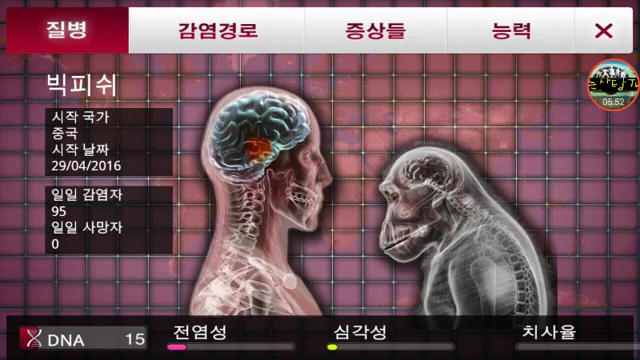 질병
감염경로
증상들
능력
X
빅피쉬
시작 국가
중국
시작 날짜
29/04/2016
일일 감염자
95
일일 사망자
0
05:52
DNA 15
전염성
심각성
치사율